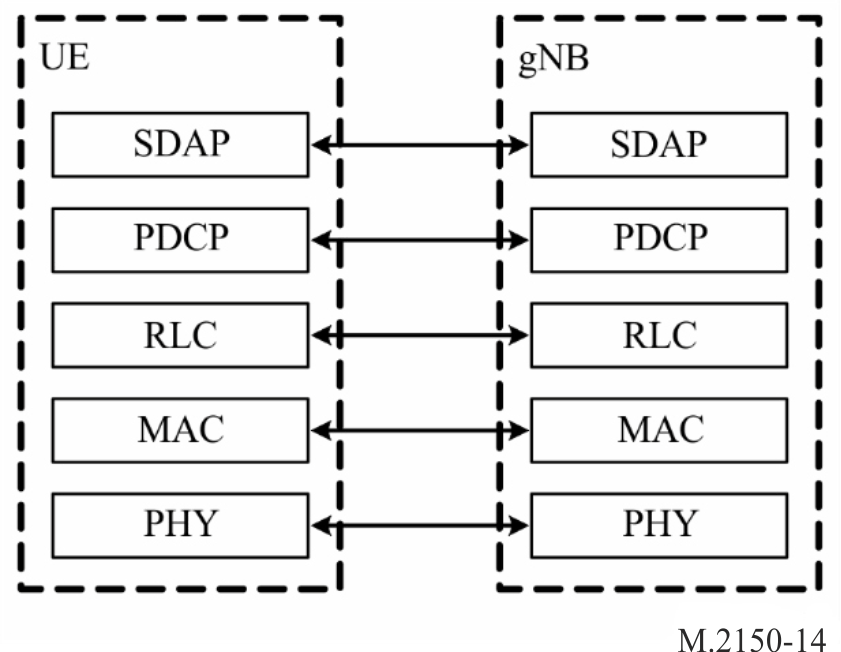 UE
gNB
SDAP
SDAP
PDCP
PDCP
RLC
RLC
MAC
MAC
PHY
PHY
M.2150-14